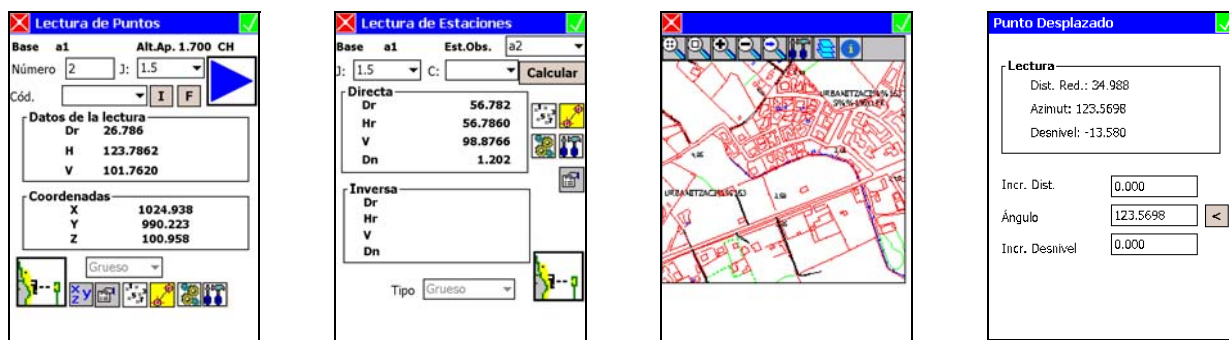 Lectura de Puntos
Base a1 Alt.Ap. 1.700 CH
Número 2 J: 1.5
Cód. I F
Datos de la lectura
Dr 26.786
H 123.7862
V 101.7620
Coordenadas
X 1024.938
Y 990.223
Z 100.958
Grueso
Lectura de Estaciones
Base a1 Est.Obs. a2
J: 1.5 C: Calcular
Directa
Dr 56.782
Hr 56.7860
V 98.8766
Dn 1.202
Inversa
Dr
Hr
V
Dn
Tipo Grueso
Punto Desplazado
Lectura
Dist. Red.: 34.988
Azimut: 123.5698
Desnivel: -13.580
Incr. Dist. 0.000
Ángulo 123.5698 <
Incr. Desnivel 0.000